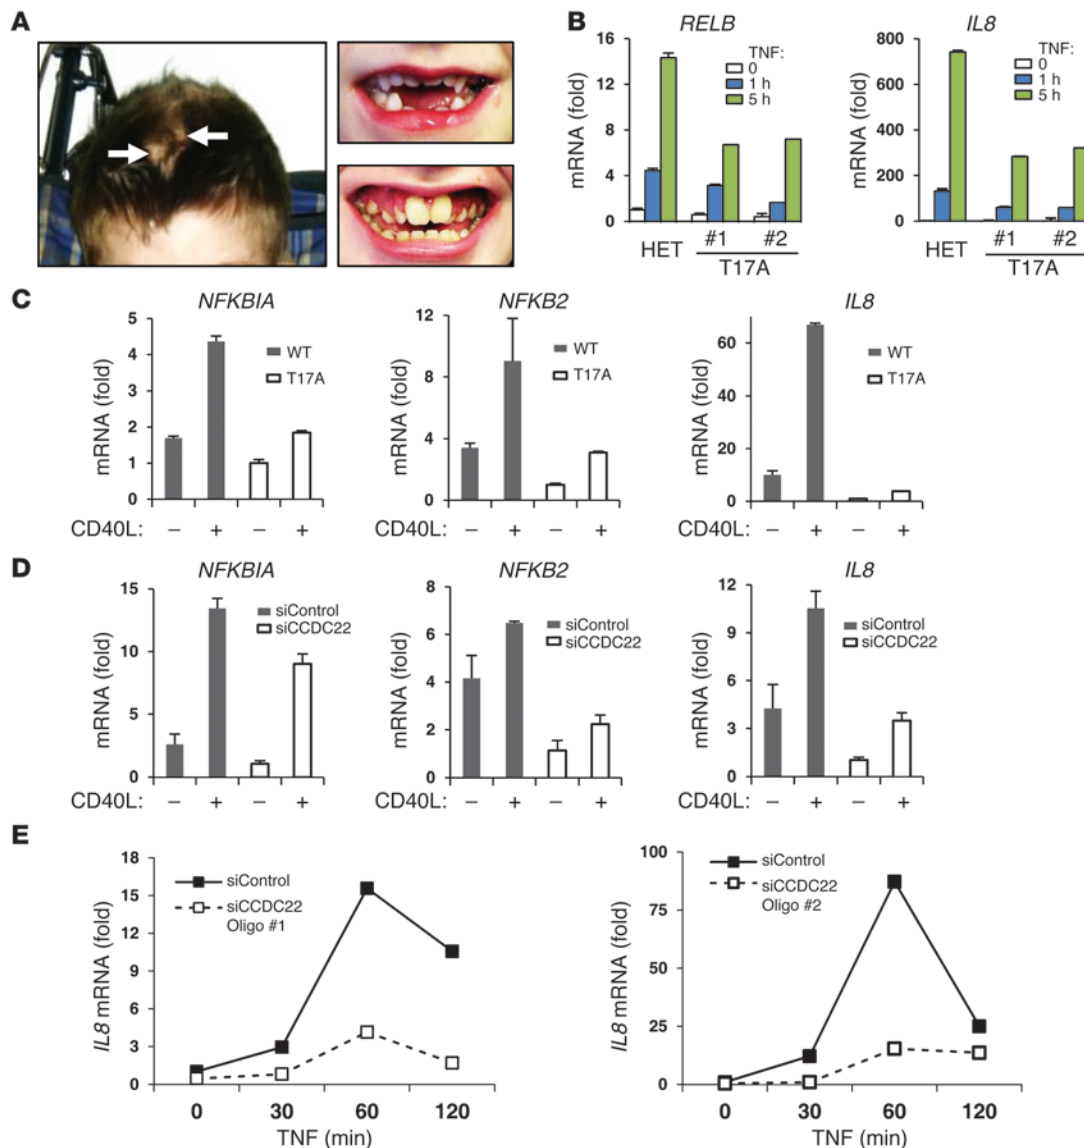 A
B
RELB
mRNA (fold)
16
12
8
4
0
TNF:
0
1 h
5 h
HET
#1
#2
T17A
IL8
mRNA (fold)
800
600
400
200
0
TNF:
0
1 h
5 h
HET
#1
#2
T17A
C
NFKBIA
mRNA (fold)
5
4
3
2
1
0
WT
T17A
CD40L: – + – +
NFKB2
mRNA (fold)
12
8
4
0
WT
T17A
– + – +
IL8
mRNA (fold)
60
40
20
0
WT
T17A
– + – +
D
NFKBIA
mRNA (fold)
15
10
5
0
siControl
siCCDC22
CD40L: – + – +
NFKB2
mRNA (fold)
8
6
4
2
0
siControl
siCCDC22
– + – +
IL8
mRNA (fold)
12
9
6
3
0
siControl
siCCDC22
– + – +
E
IL8 mRNA (fold)
18
15
12
9
6
3
0
siControl
siCCDC22
Oligo #1
0 30 60 120
TNF (min)
IL8 mRNA (fold)
100
75
50
25
0
siControl
siCCDC22
Oligo #2
0 30 60 120
TNF (min)